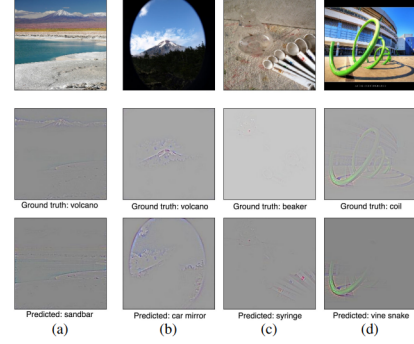 Ground truth: volcano
Ground truth: volcano
Ground truth: beaker
Ground truth: coil
Predicted: sandbar
Predicted: car mirror
Predicted: syringe
Predicted: vine snake
(a)
(b)
(c)
(d)